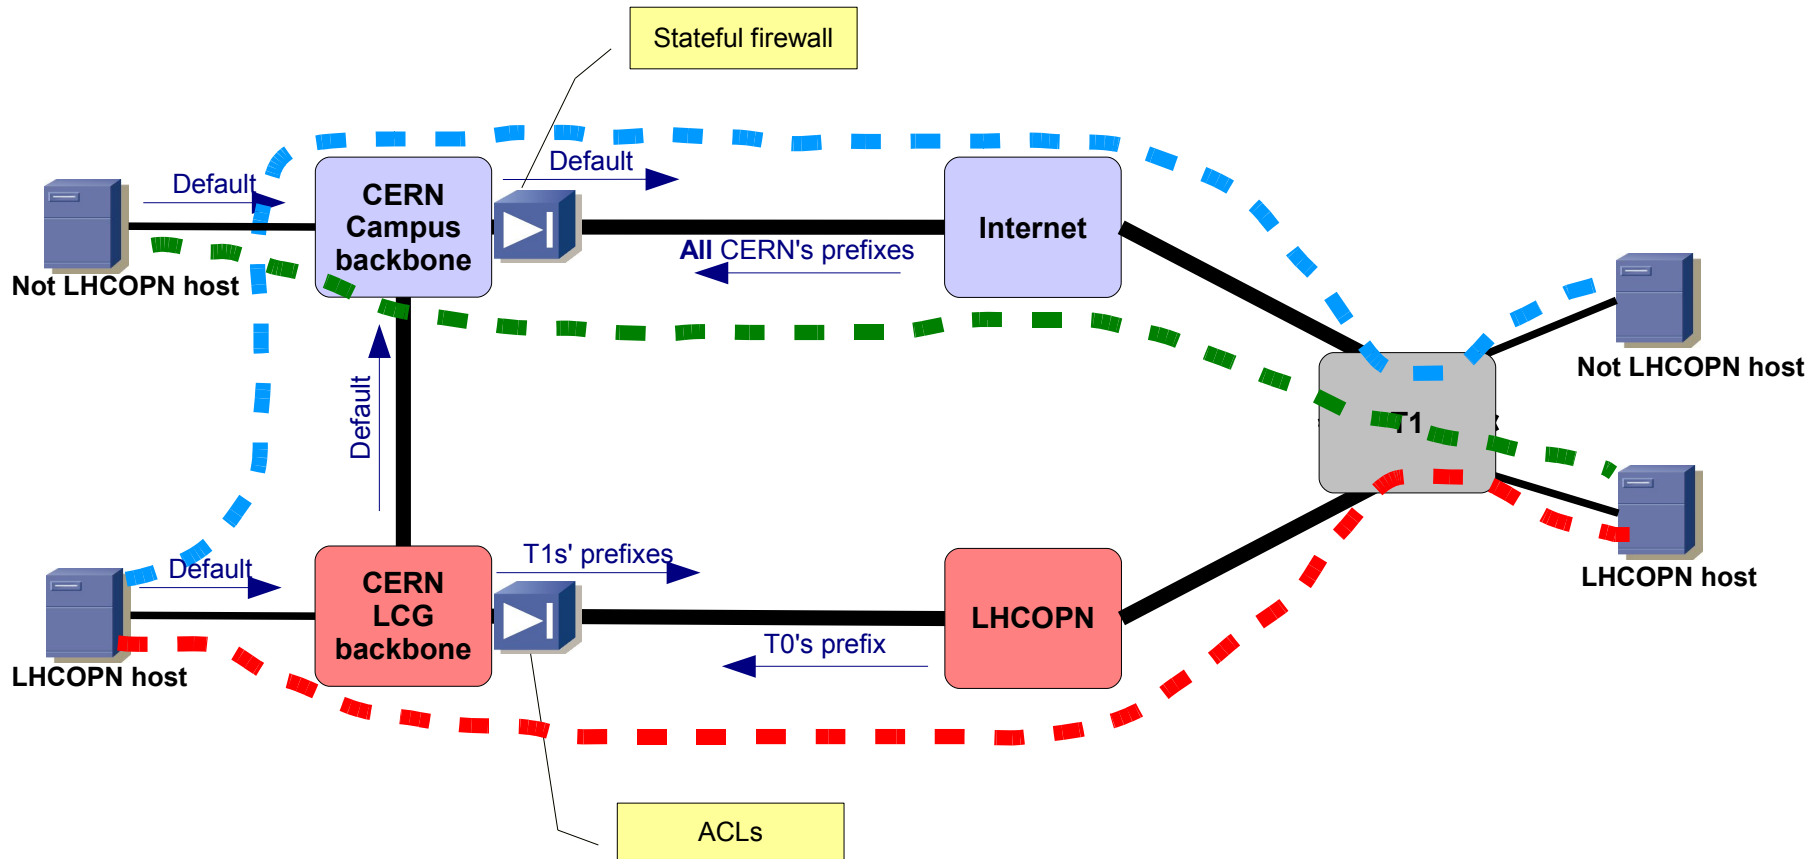 Stateful firewall
Default
Default
CERN
Campus
backbone
Internet
All CERN's prefixes
Not LHCOPN host
Not LHCOPN host
Default
T1
Default
T1s' prefixes
CERN
LCG
backbone
LHCOPN
T0's prefix
LHCOPN host
LHCOPN host
ACLs